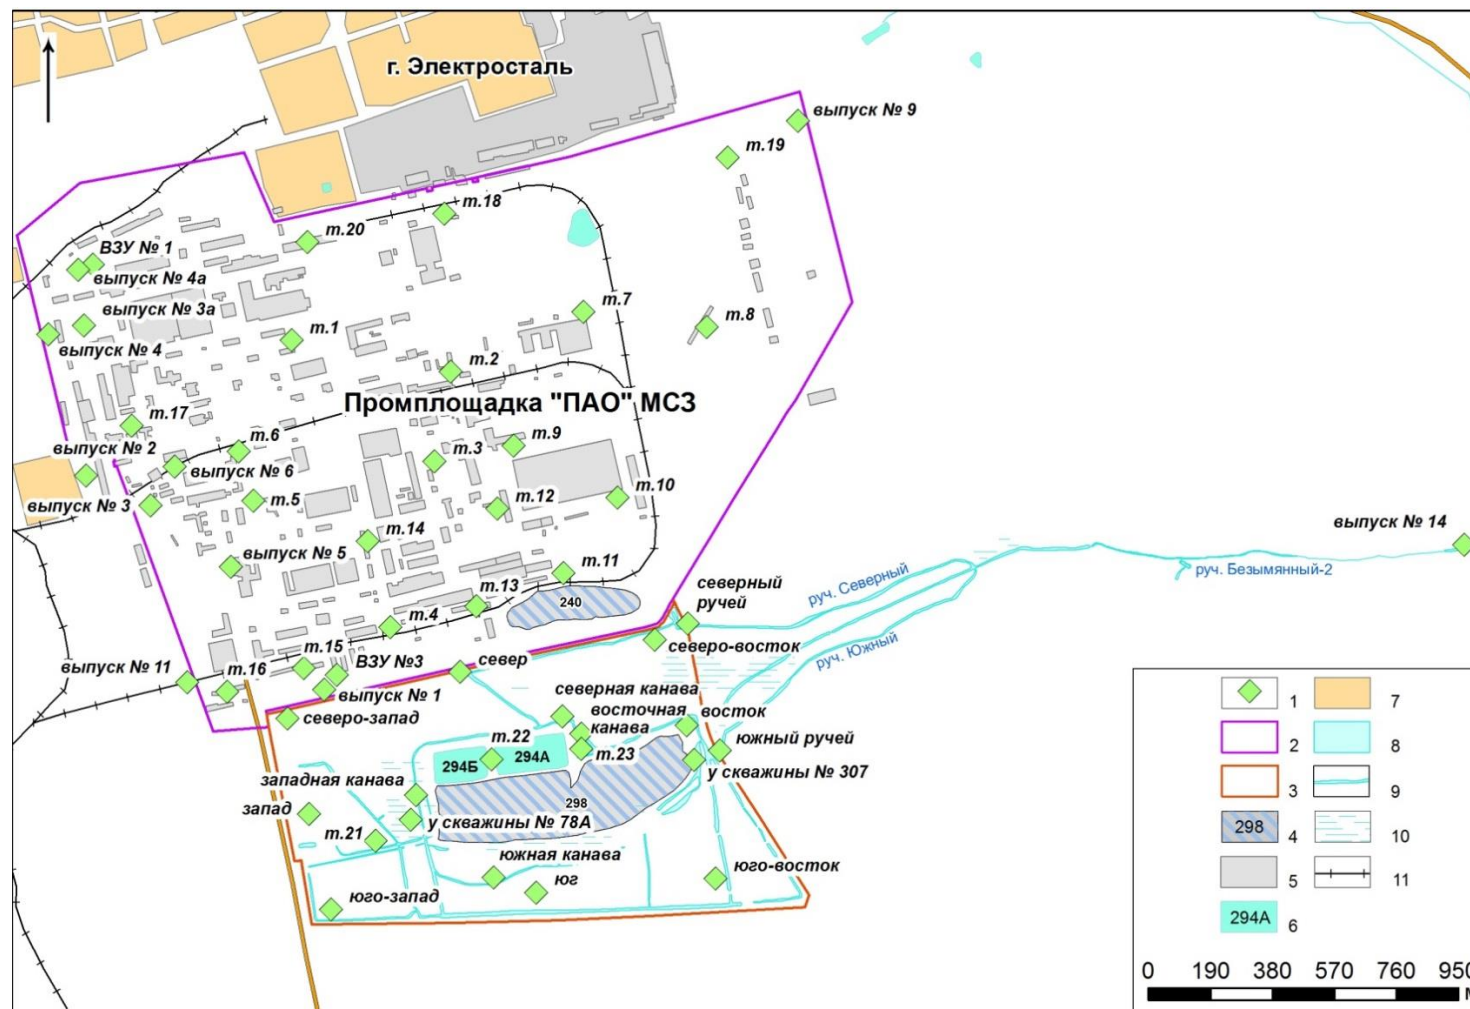 г. Электросталь
выпуск № 9
т.19
т.18
т.20
ВЗУ № 1
выпуск № 4а
выпуск № 3а
т.7
т.8
т.1
выпуск № 4
т.2
Промплощадка "ПАО" МСЗ
т.17
т.9
т.6
выпуск № 2
т.3
выпуск № 6
т.5
выпуск № 3
т.12
т.10
т.14
выпуск № 14
выпуск № 5
т.11
руч. Безымянный-2
руч. Северный
северный
ручей
т.13
240
т.4
северо-восток
руч. Южный
т.15
ВЗУ №3
север
выпуск № 11
т.16
выпуск № 1
северная канава
северо-запад
восточная
канава
восток
т.22
южный ручей
294Б
294А
т.23
у скважины № 307
западная канава
298
запад
у скважины № 78А
т.21
южная канава
юго-восток
юг
юго-запад
1
7
2
8
3
9
298
4
10
5
11
294А
6
0 190 380 570 760 950